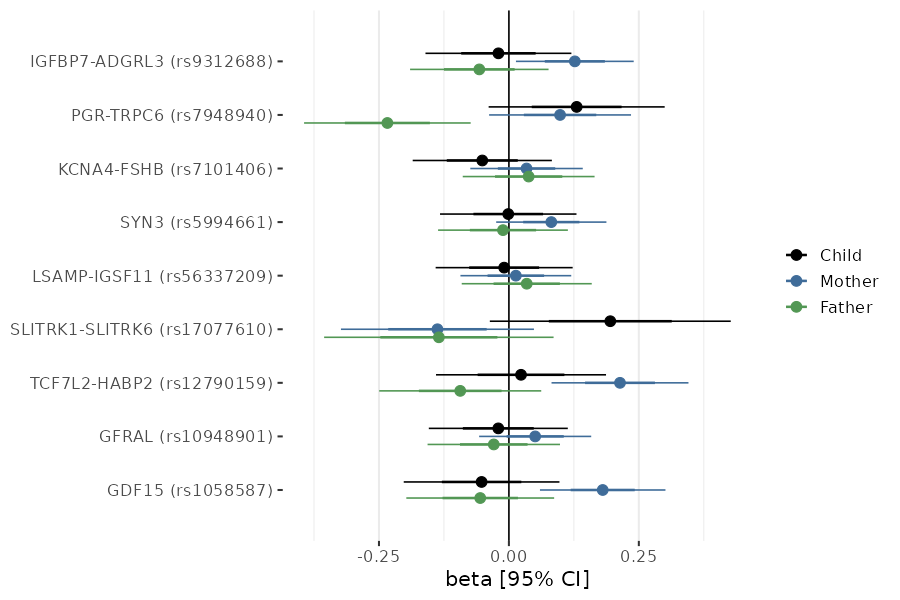 IGFBP7-ADGRL3 (rs9312688)
PGR-TRPC6 (rs7948940)
KCNA4-FSHB (rs7101406)
SYN3 (rs5994661)
LSAMP-IGSF11 (rs56337209)
SLITRK1-SLITRK6 (rs17077610)
TCF7L2-HABP2 (rs12790159)
GFRAL (rs10948901)
GDF15 (rs1058587)
-0.25
0.00
0.25
beta [95% CI]
Child
Mother
Father